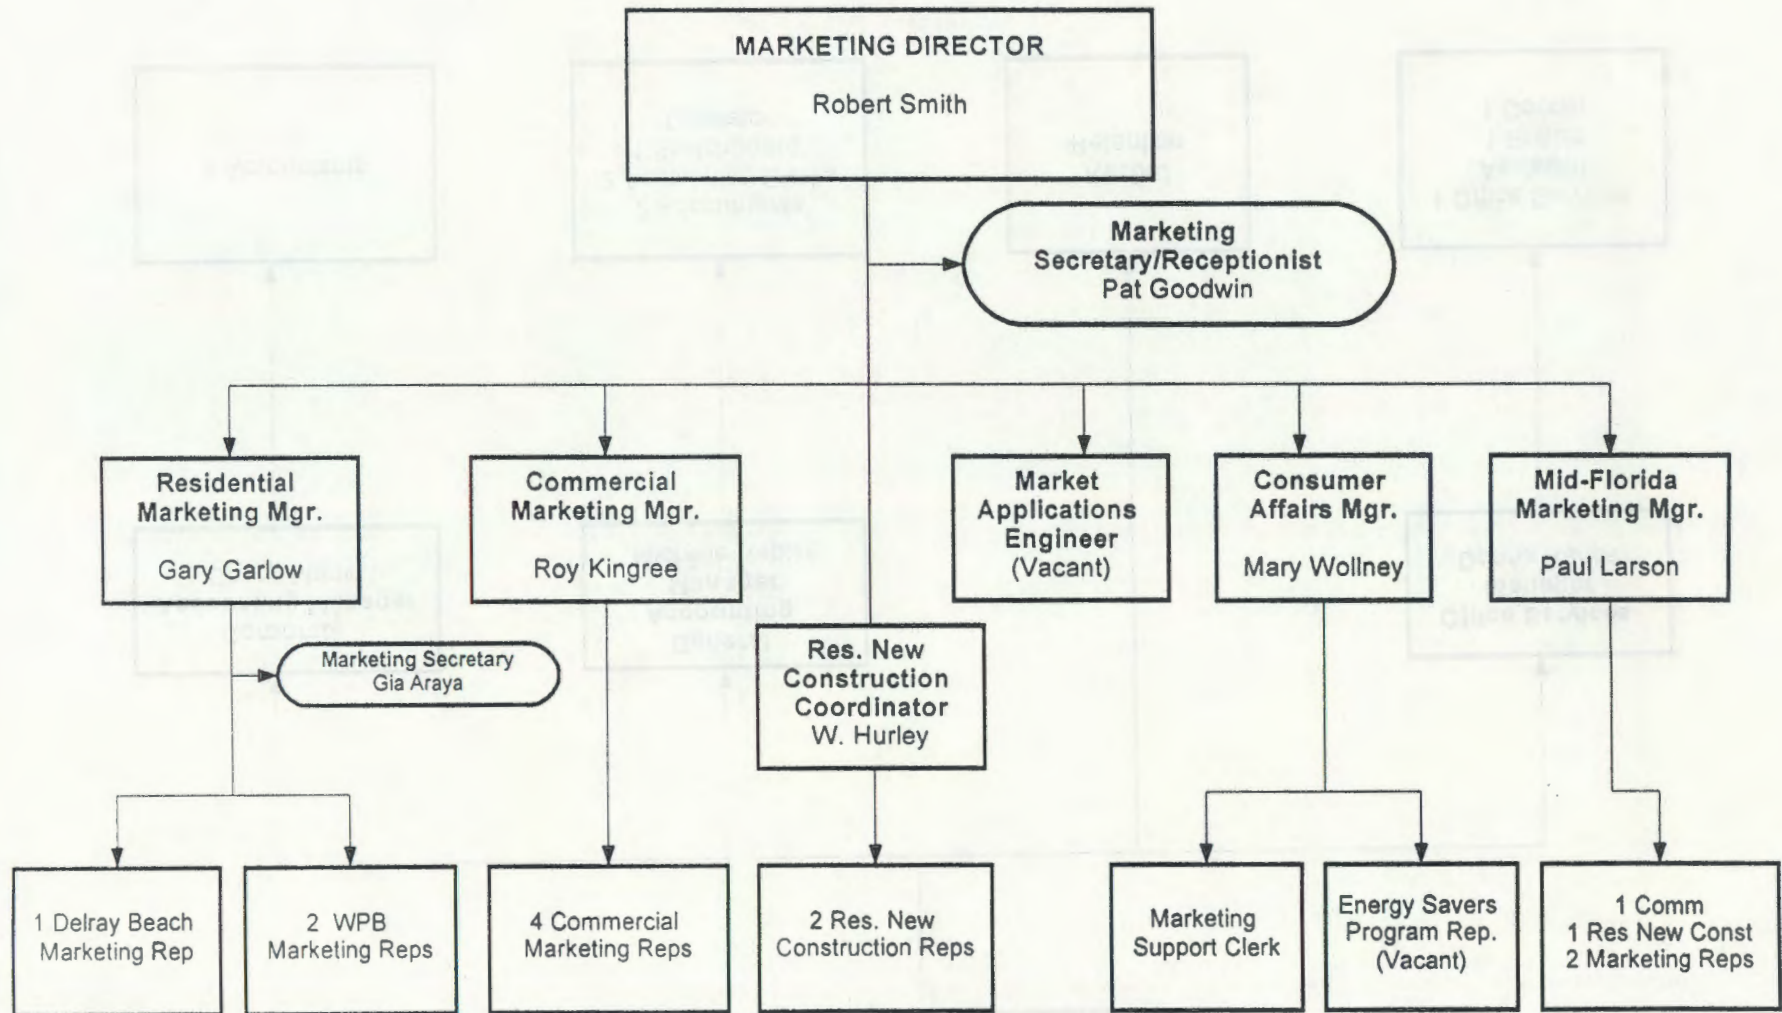 MARKETING DIRECTOR
Robert Smith
Marketing
Secretary/Receptionist
Pat Goodwin
Residential
Marketing Mgr.
Gary Garlow
Commercial
Marketing Mgr.
Roy Kingree
Market
Applications
Engineer
(Vacant)
Consumer
Affairs Mgr.
Mary Wollney
Mid-Florida
Marketing Mgr.
Paul Larson
Marketing Secretary
Gia Araya
Res. New
Construction
Coordinator
W. Hurley
1 Delray Beach
Marketing Rep
2 WPB
Marketing Reps
4 Commercial
Marketing Reps
2 Res. New
Construction Reps
Marketing
Support Clerk
Energy Savers
Program Rep.
(Vacant)
1 Comm
1 Res New Const
2 Marketing Reps